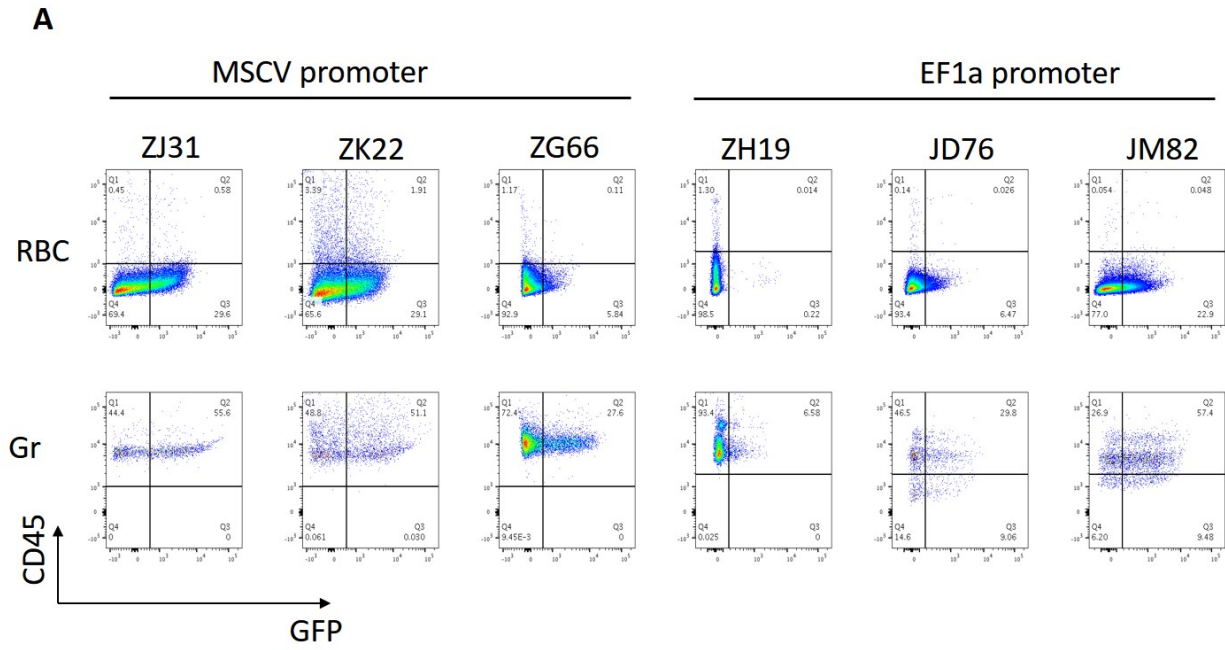 A
MSCV promoter
EF1a promoter
ZJ31
ZK22
ZG66
ZH19
JD76
JM82
RBC
Q1 0.45
Q2 0.58
Q4 69.4
Q3 29.6
Q1 3.39
Q2 1.91
Q4 65.6
Q3 29.1
Q1 1.17
Q2 0.11
Q4 92.9
Q3 5.84
Q1 1.30
Q2 0.014
Q4 98.5
Q3 0.22
Q1 0.14
Q2 0.026
Q4 93.4
Q3 6.47
Q1 0.054
Q2 0.048
Q4 77.0
Q3 22.9
Gr
Q1 44.4
Q2 55.6
Q4 0
Q3 0
Q1 48.8
Q2 51.1
Q4 0.061
Q3 0.030
Q1 72.4
Q2 27.6
Q4 9.45E-3
Q3 0
Q1 93.4
Q2 6.58
Q4 0.025
Q3 0
Q1 46.5
Q2 29.8
Q4 14.6
Q3 9.06
Q1 26.9
Q2 57.4
Q4 6.20
Q3 9.48
CD45
GFP